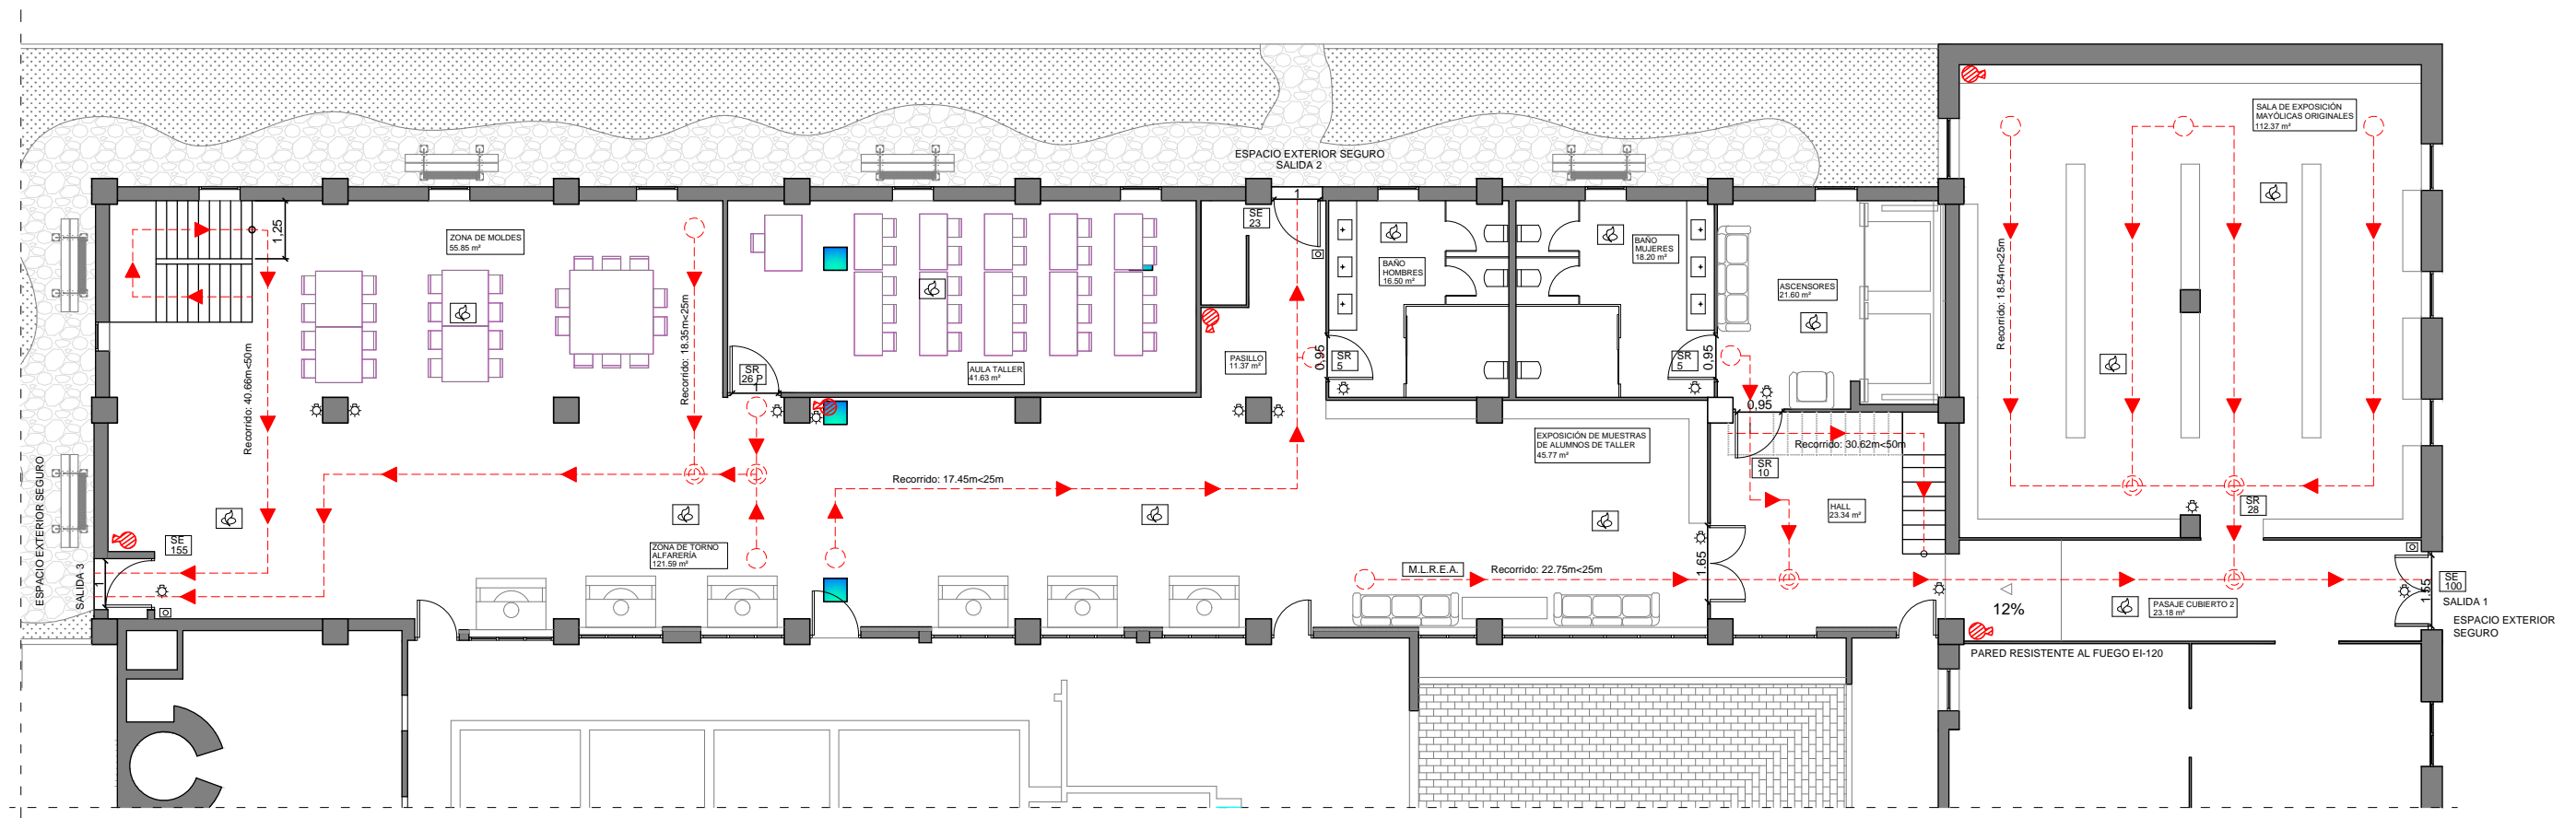 SALA DE EXPOSICIÓN
MAYÓLICAS ORIGINALES
112.37 m²
ESPACIO EXTERIOR SEGURO
SALIDA 2
1
SE
23
1,25
ZONA DE MOLDES
55.85 m²
BAÑO
HOMBRES
16.50 m²
BAÑO
MUJERES
18.20 m²
ASCENSORES
21.60 m²
Recorrido: 18.54m<25m
Recorrido: 18.35m<25m
Recorrido: 40.66m<50m
SR
26 P
1
AULA TALLER
41.63 m²
PASILLO
11.37 m²
0,95
SR
5
SR
5
0,95
0,95
EXPOSICIÓN DE MUESTRAS
DE ALUMNOS DE TALLER
45.77 m²
Recorrido: 30.62m<50m
SR
10
Recorrido: 17.45m<25m
HALL
23.34 m²
SR
28
ESPACIO EXTERIOR SEGURO
SALIDA 3
1
SE
155
ZONA DE TORNO
ALFARERÍA
121.59 m²
M.L.R.E.A.
Recorrido: 22.75m<25m
1.65
12%
PASAJE CUBIERTO 2
23.18 m²
1.55
SE
100
SALIDA 1
ESPACIO EXTERIOR
SEGURO
PARED RESISTENTE AL FUEGO EI-120